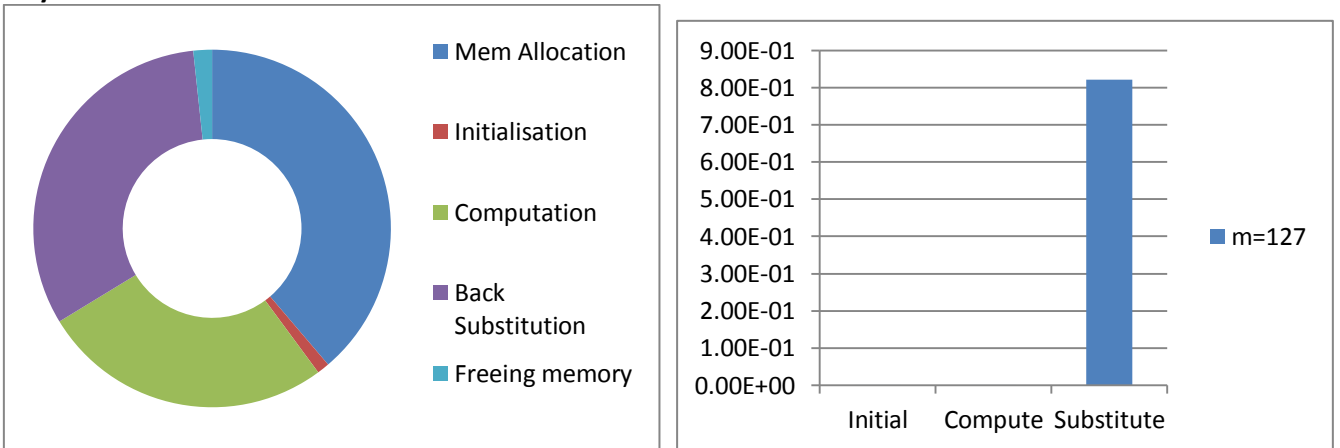 Mem Allocation
Initialisation
Computation
Back
Substitution
Freeing memory
9.00E-01
8.00E-01
7.00E-01
6.00E-01
5.00E-01
4.00E-01
3.00E-01
2.00E-01
1.00E-01
0.00E+00
Initial Compute Substitute
m=127